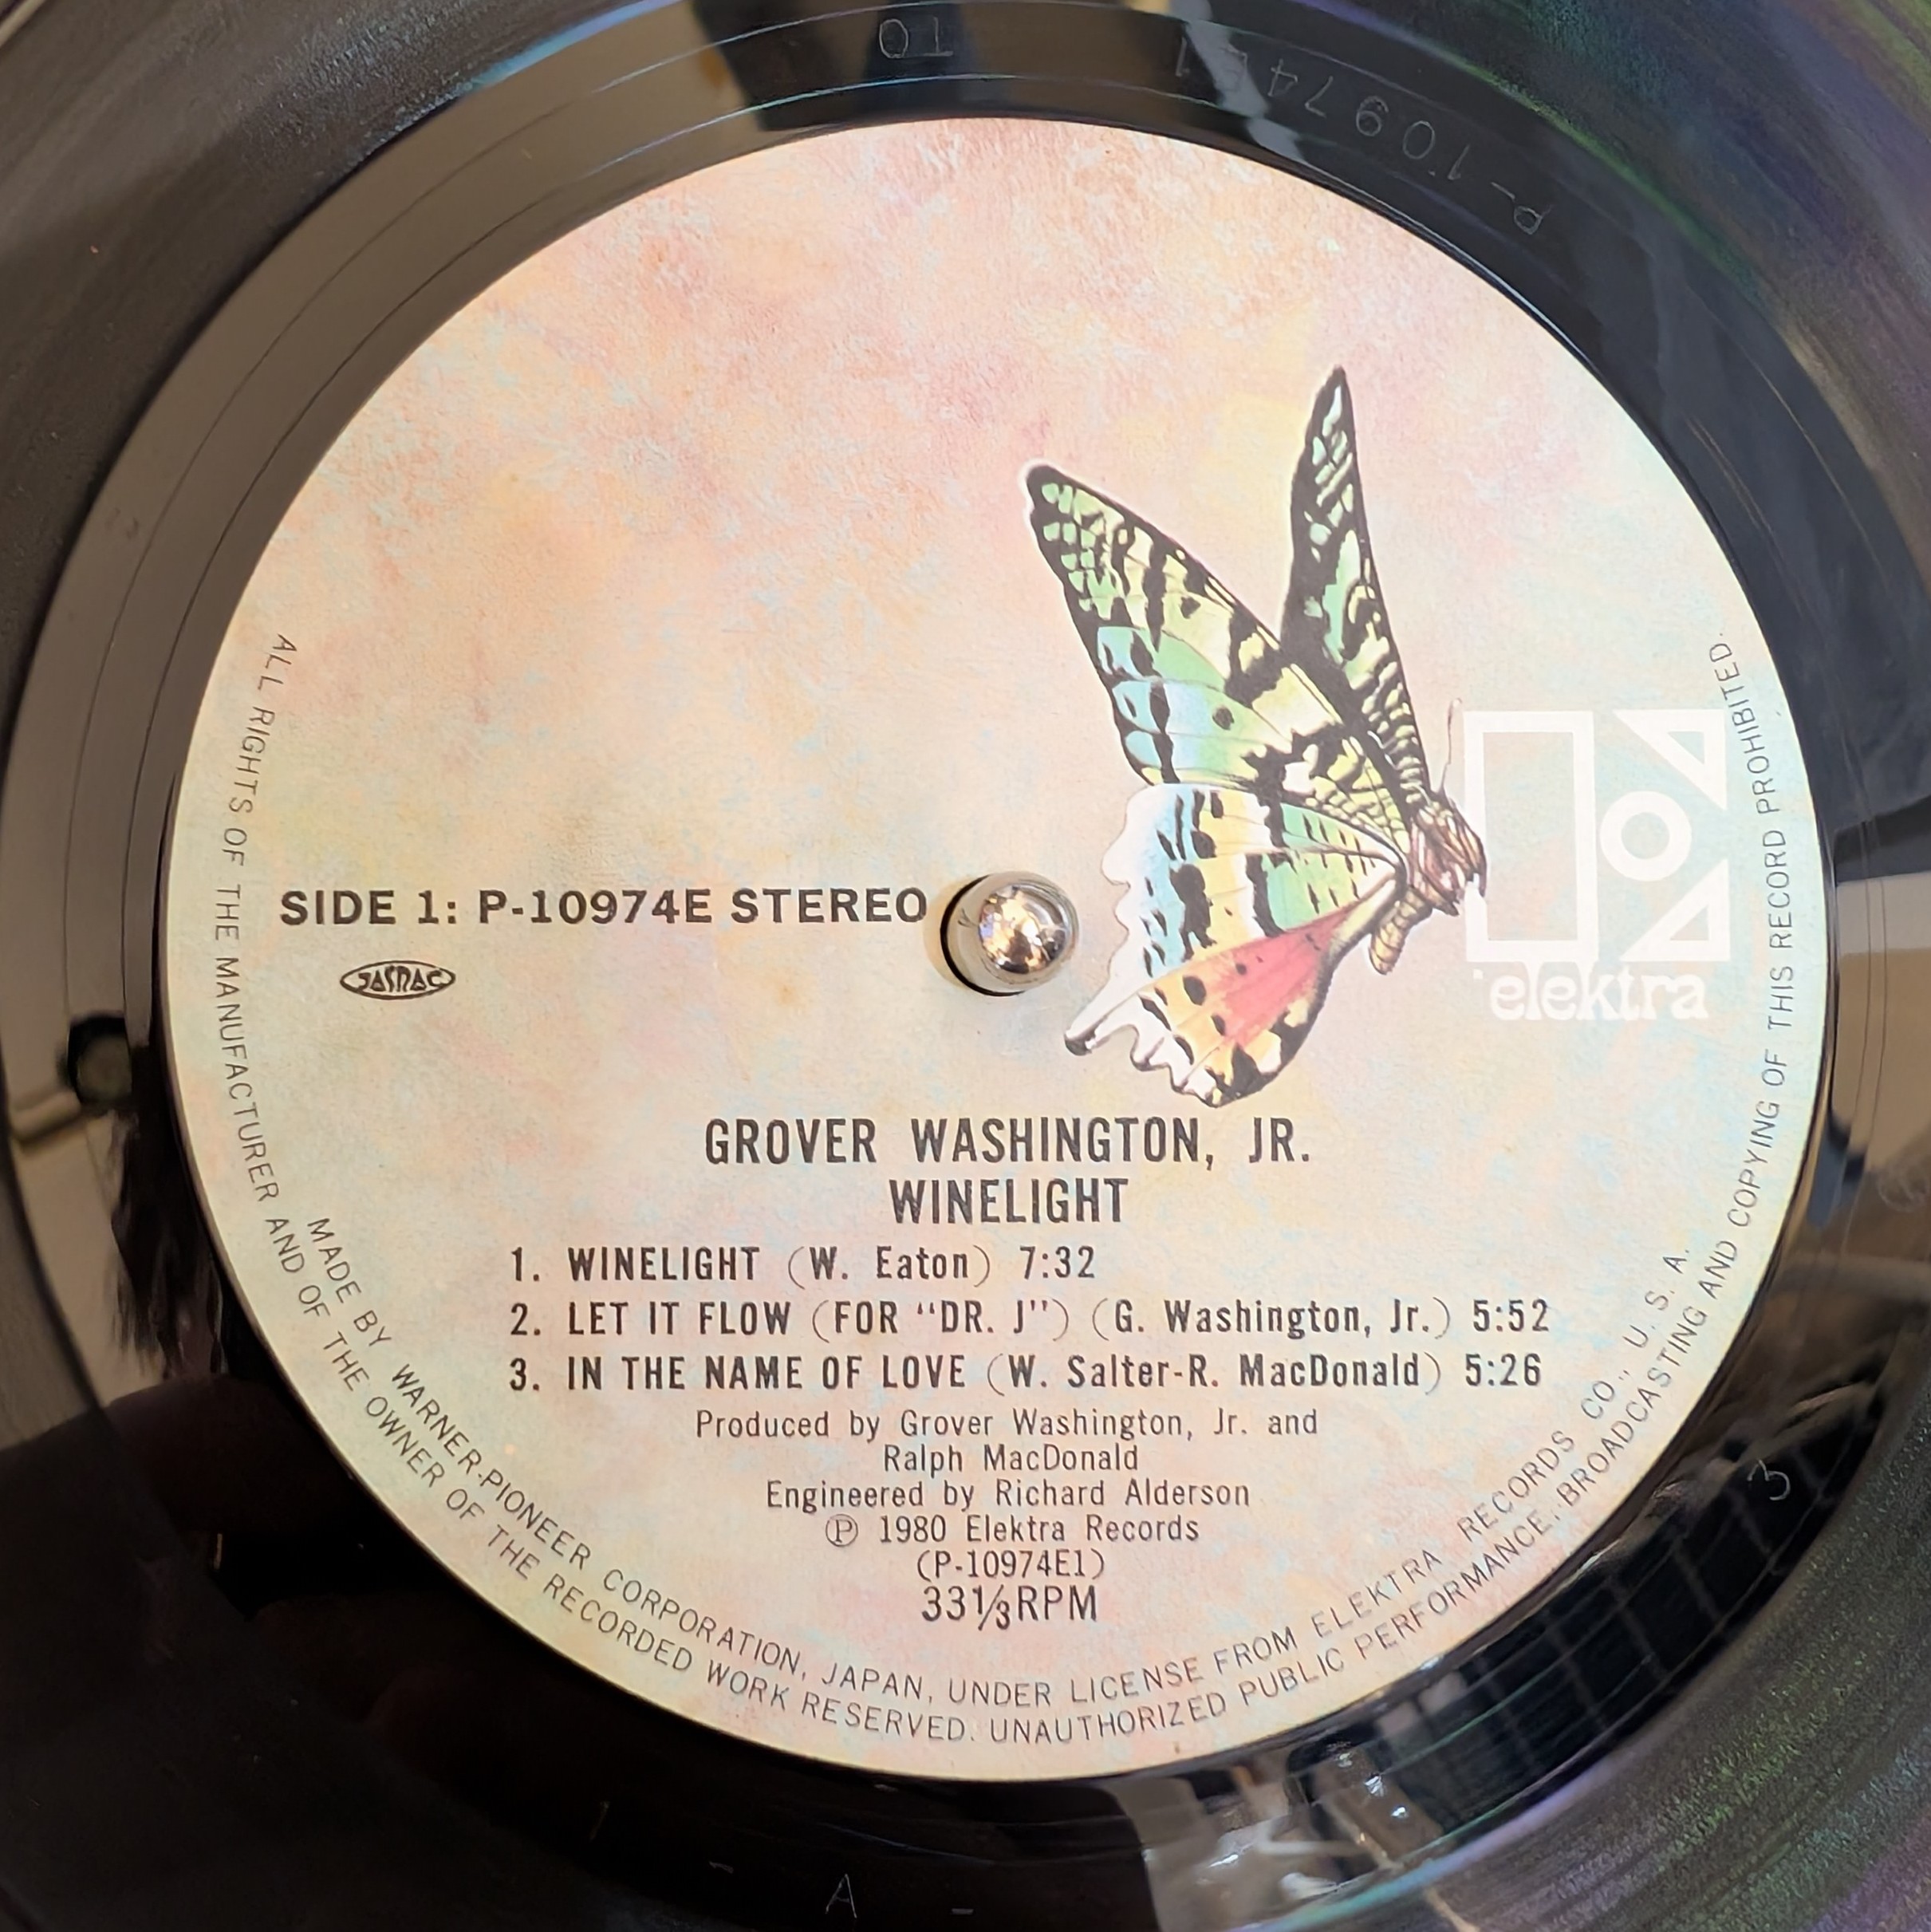 P-10974E1
TO
SIDE 1: P-10974E STEREO
JASRAC
elektra
GROVER WASHINGTON, JR.
WINELIGHT
1. WINELIGHT (W. Eaton) 7:32
2. LET IT FLOW (FOR “DR. J”) (G. Washington, Jr.) 5:52
3. IN THE NAME OF LOVE (W. Salter-R. MacDonald) 5:26
Produced by Grover Washington, Jr. and
Ralph MacDonald
Engineered by Richard Alderson
Ⓟ 1980 Elektra Records
(P-10974E1)
33⅓RPM
MADE BY WARNER-PIONEER CORPORATION, JAPAN, UNDER LICENSE FROM ELEKTRA RECORDS CO., U. S. A.
ALL RIGHTS OF THE MANUFACTURER AND OF THE OWNER OF THE RECORDED WORK RESERVED. UNAUTHORIZED PUBLIC PERFORMANCE, BROADCASTING AND COPYING OF THIS RECORD PROHIBITED.
3
A